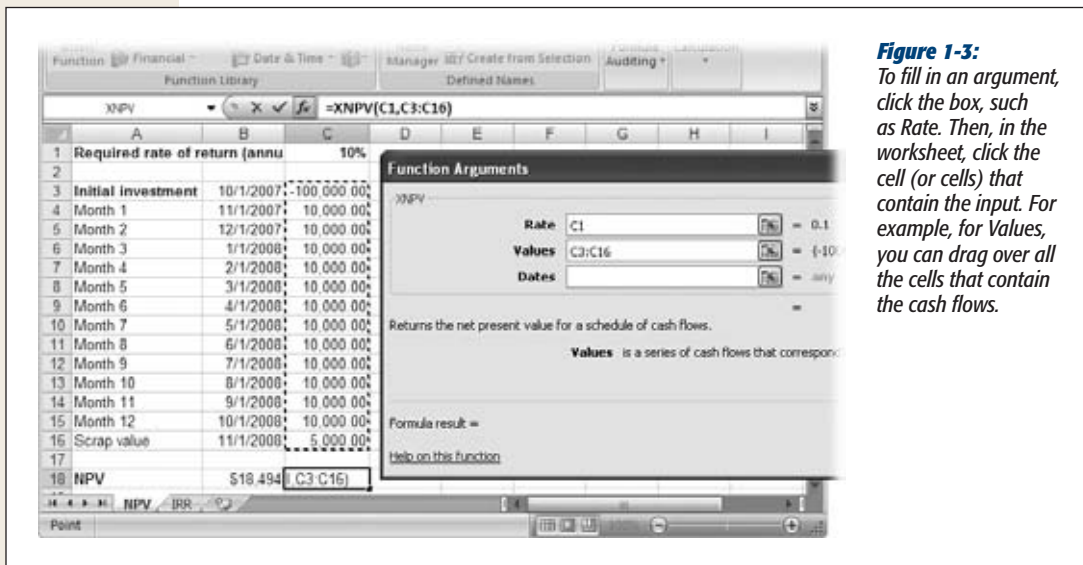 Function Financial Date & Time Manager Create from Selection Auditing
Function Library Defined Names
XNPV =XNPV(C1,C3:C16)
A B C D E F G H I
1 Required rate of return (annu 10%
2
3 Initial investment 10/1/2007 -100,000.00
4 Month 1 11/1/2007 10,000.00
5 Month 2 12/1/2007 10,000.00
6 Month 3 1/1/2008 10,000.00
7 Month 4 2/1/2008 10,000.00
8 Month 5 3/1/2008 10,000.00
9 Month 6 4/1/2008 10,000.00
10 Month 7 5/1/2008 10,000.00
11 Month 8 6/1/2008 10,000.00
12 Month 9 7/1/2008 10,000.00
13 Month 10 8/1/2008 10,000.00
14 Month 11 9/1/2008 10,000.00
15 Month 12 10/1/2008 10,000.00
16 Scrap value 11/1/2008 5,000.00
17
18 NPV $18,494 C3:C16)
NPV IRR
Point
Function Arguments
XNPV
Rate C1 = 0.1
Values C3:C16 = {-100
Dates = any
=
Returns the net present value for a schedule of cash flows.
Values is a series of cash flows that correspond
Formula result =
Help on this function
Figure 1-3:
To fill in an argument,
click the box, such
as Rate. Then, in the
worksheet, click the
cell (or cells) that
contain the input. For
example, for Values,
you can drag over all
the cells that contain
the cash flows.